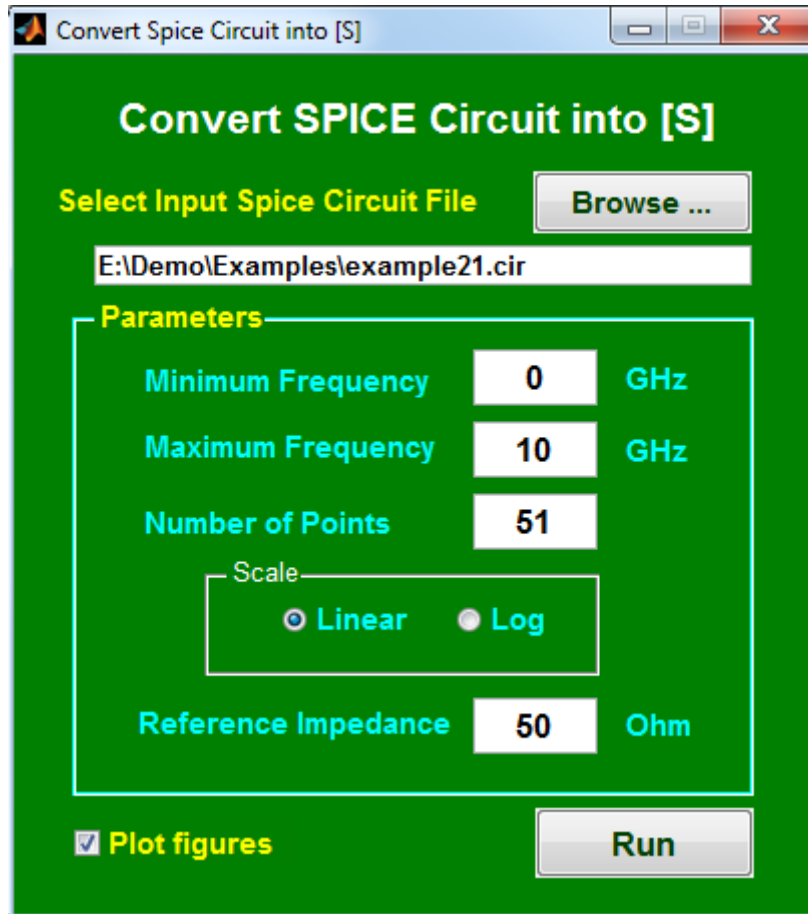 Convert Spice Circuit into [S]
Convert SPICE Circuit into [S]
Select Input Spice Circuit File Browse ...
E:\Demo\Examples\example21.cir
Parameters
Minimum Frequency 0 GHz
Maximum Frequency 10 GHz
Number of Points 51
Scale
Linear Log
Reference Impedance 50 Ohm
Plot figures Run